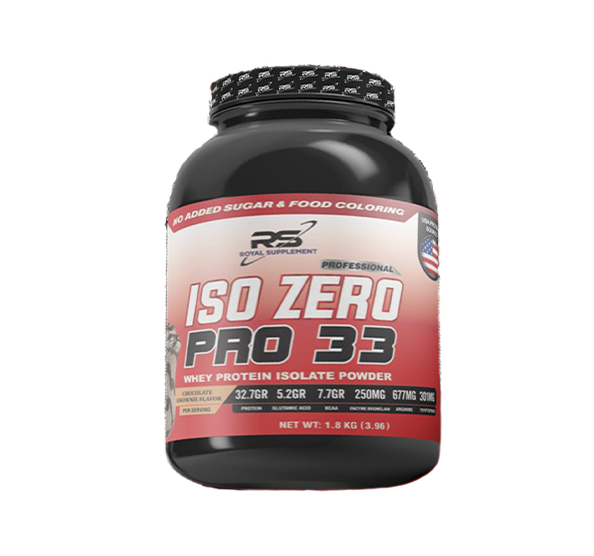 NO ADDED SUGAR & FOOD COLORING
RS
ROYAL SUPPLEMENT
PROFESSIONAL
ISO ZERO
PRO 33
WHEY PROTEIN ISOLATE POWDER
CHOCOLATE
BROWNIE FLAVOR
PER SERVING
32.7GR 5.2GR 7.7GR 250MG 677MG 301MG
PROTEIN GLUTAMIC ACID BCAA ARGININE
NET WT: 1.8 KG (3.96)